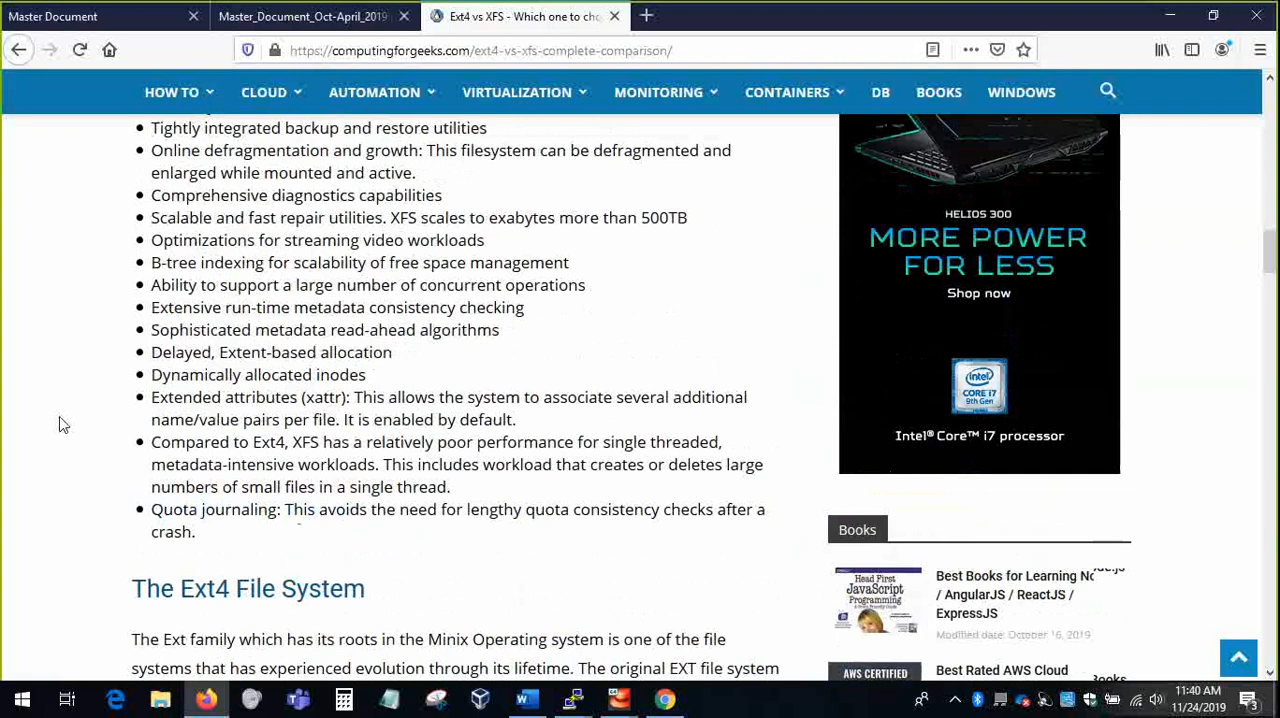 Master Document
Master_Document_Oct-April_2019
Ext4 vs XFS - Which one to cho
https://computingforgeeks.com/ext4-vs-xfs-complete-comparison/
HOW TO CLOUD AUTOMATION VIRTUALIZATION MONITORING CONTAINERS DB BOOKS WINDOWS
Tightly integrated backup and restore utilities
Online defragmentation and growth: This filesystem can be defragmented and
enlarged while mounted and active.
Comprehensive diagnostics capabilities
Scalable and fast repair utilities. XFS scales to exabytes more than 500TB
Optimizations for streaming video workloads
B-tree indexing for scalability of free space management
Ability to support a large number of concurrent operations
Extensive run-time metadata consistency checking
Sophisticated metadata read-ahead algorithms
Delayed, Extent-based allocation
Dynamically allocated inodes
Extended attributes (xattr): This allows the system to associate several additional
name/value pairs per file. It is enabled by default.
Compared to Ext4, XFS has a relatively poor performance for single threaded,
metadata-intensive workloads. This includes workload that creates or deletes large
numbers of small files in a single thread.
Quota journaling: This avoids the need for lengthy quota consistency checks after a
crash.
The Ext4 File System
The Ext family which has its roots in the Minix Operating system is one of the file
systems that has experienced evolution through its lifetime. The original EXT file system
HELIOS 300
MORE POWER
FOR LESS
Shop now
intel
CORE i7
9th Gen
Intel® Core™ i7 processor
Books
Head First
JavaScript
Programming
Best Books for Learning
/ AngularJS / ReactJS /
ExpressJS
Modified date: October 16, 2019
AWS CERTIFIED
Best Rated AWS Cloud
11:40 AM
11/24/2019
3